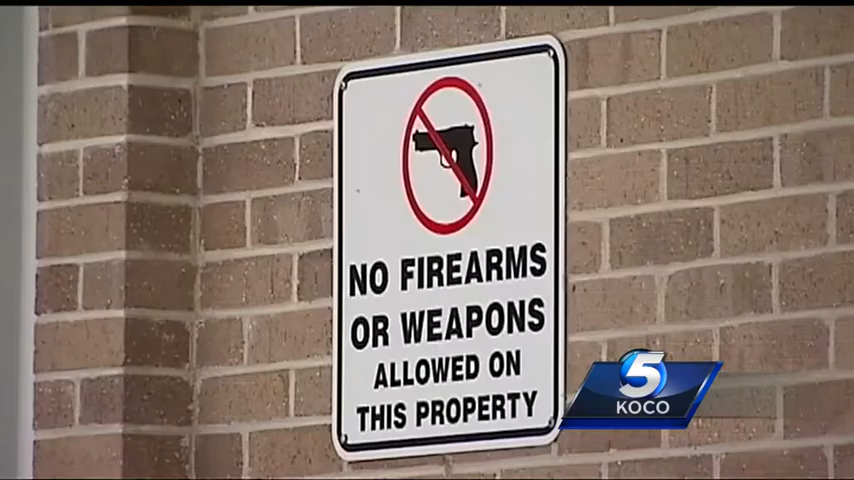 NO FIREARMS
OR WEAPONS
ALLOWED ON
THIS PROPERTY
5
KOCO